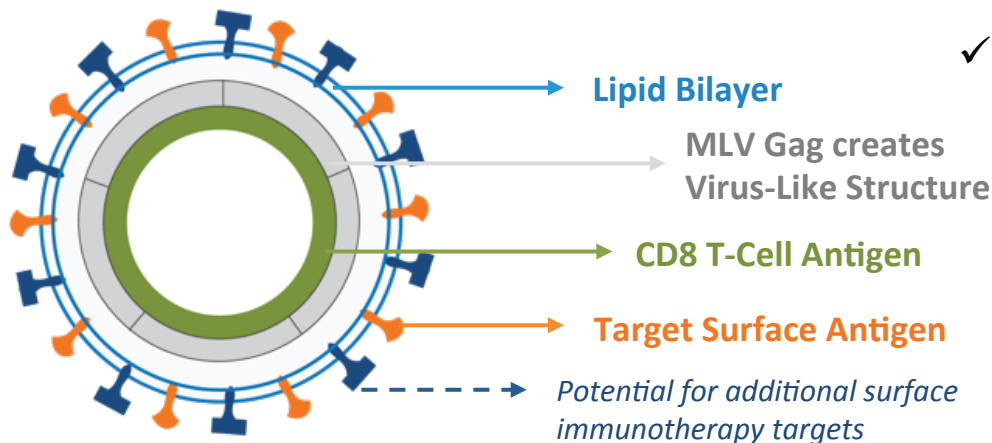 ✓
Lipid Bilayer
MLV Gag creates
Virus-Like Structure
CD8 T-Cell Antigen
Target Surface Antigen
Potential for additional surface
immunotherapy targets